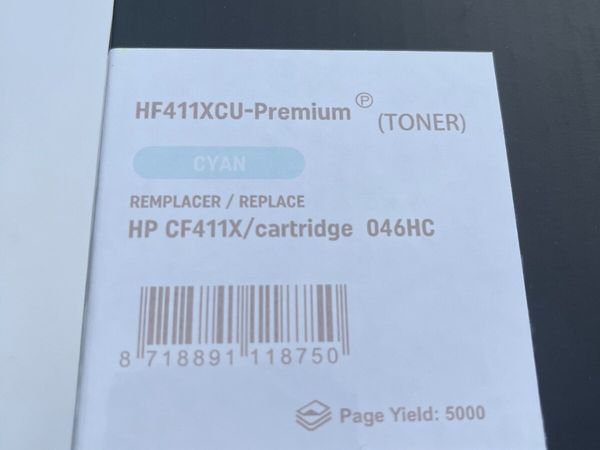 HF411XCU-Premium Ⓟ (TONER)
CYAN
REMPLACER / REPLACE
HP CF411X/cartridge 046HC
8 718891 118750
Page Yield: 5000